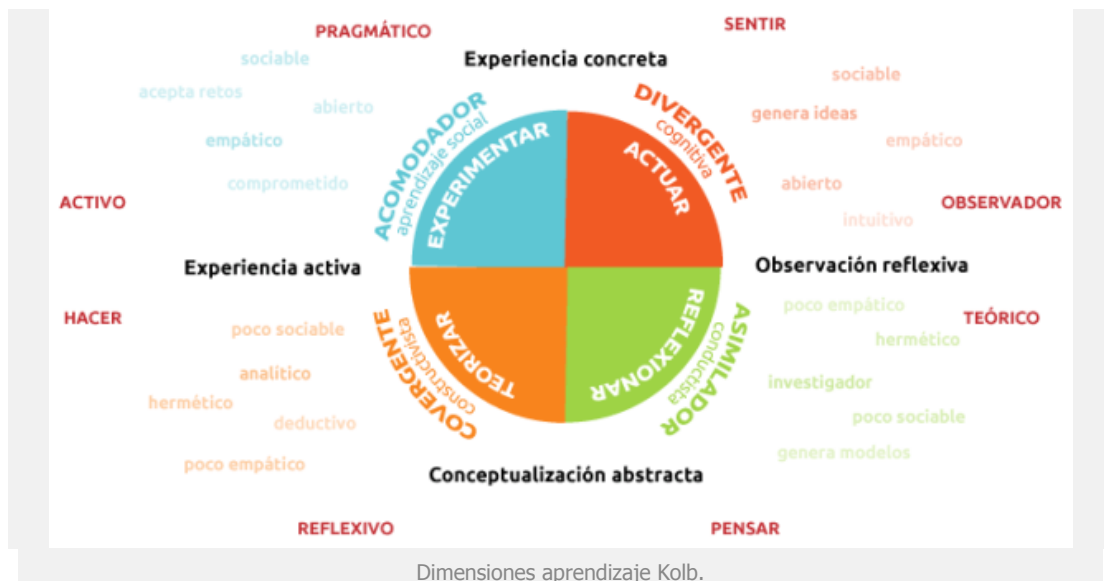 PRAGMÁTICO
SENTIR
sociable
Experiencia concreta
sociable
acepta retos
abierto
genera ideas
empático
empático
comprometido
abierto
intuitivo
ACOMODADOR
aprendizaje social
EXPERIMENTAR
DIVERGENTE
cognitiva
ACTUAR
ACTIVO
OBSERVADOR
Experiencia activa
Observación reflexiva
HACER
TEÓRICO
poco sociable
analítico
hermético
deductivo
poco empático
COVERGENTE
constructivista
TEORIZAR
REFLEXIONAR
ASIMILADOR
conductista
poco empático
hermético
investigador
poco sociable
genera modelos
Conceptualización abstracta
REFLEXIVO
PENSAR
Dimensiones aprendizaje Kolb.